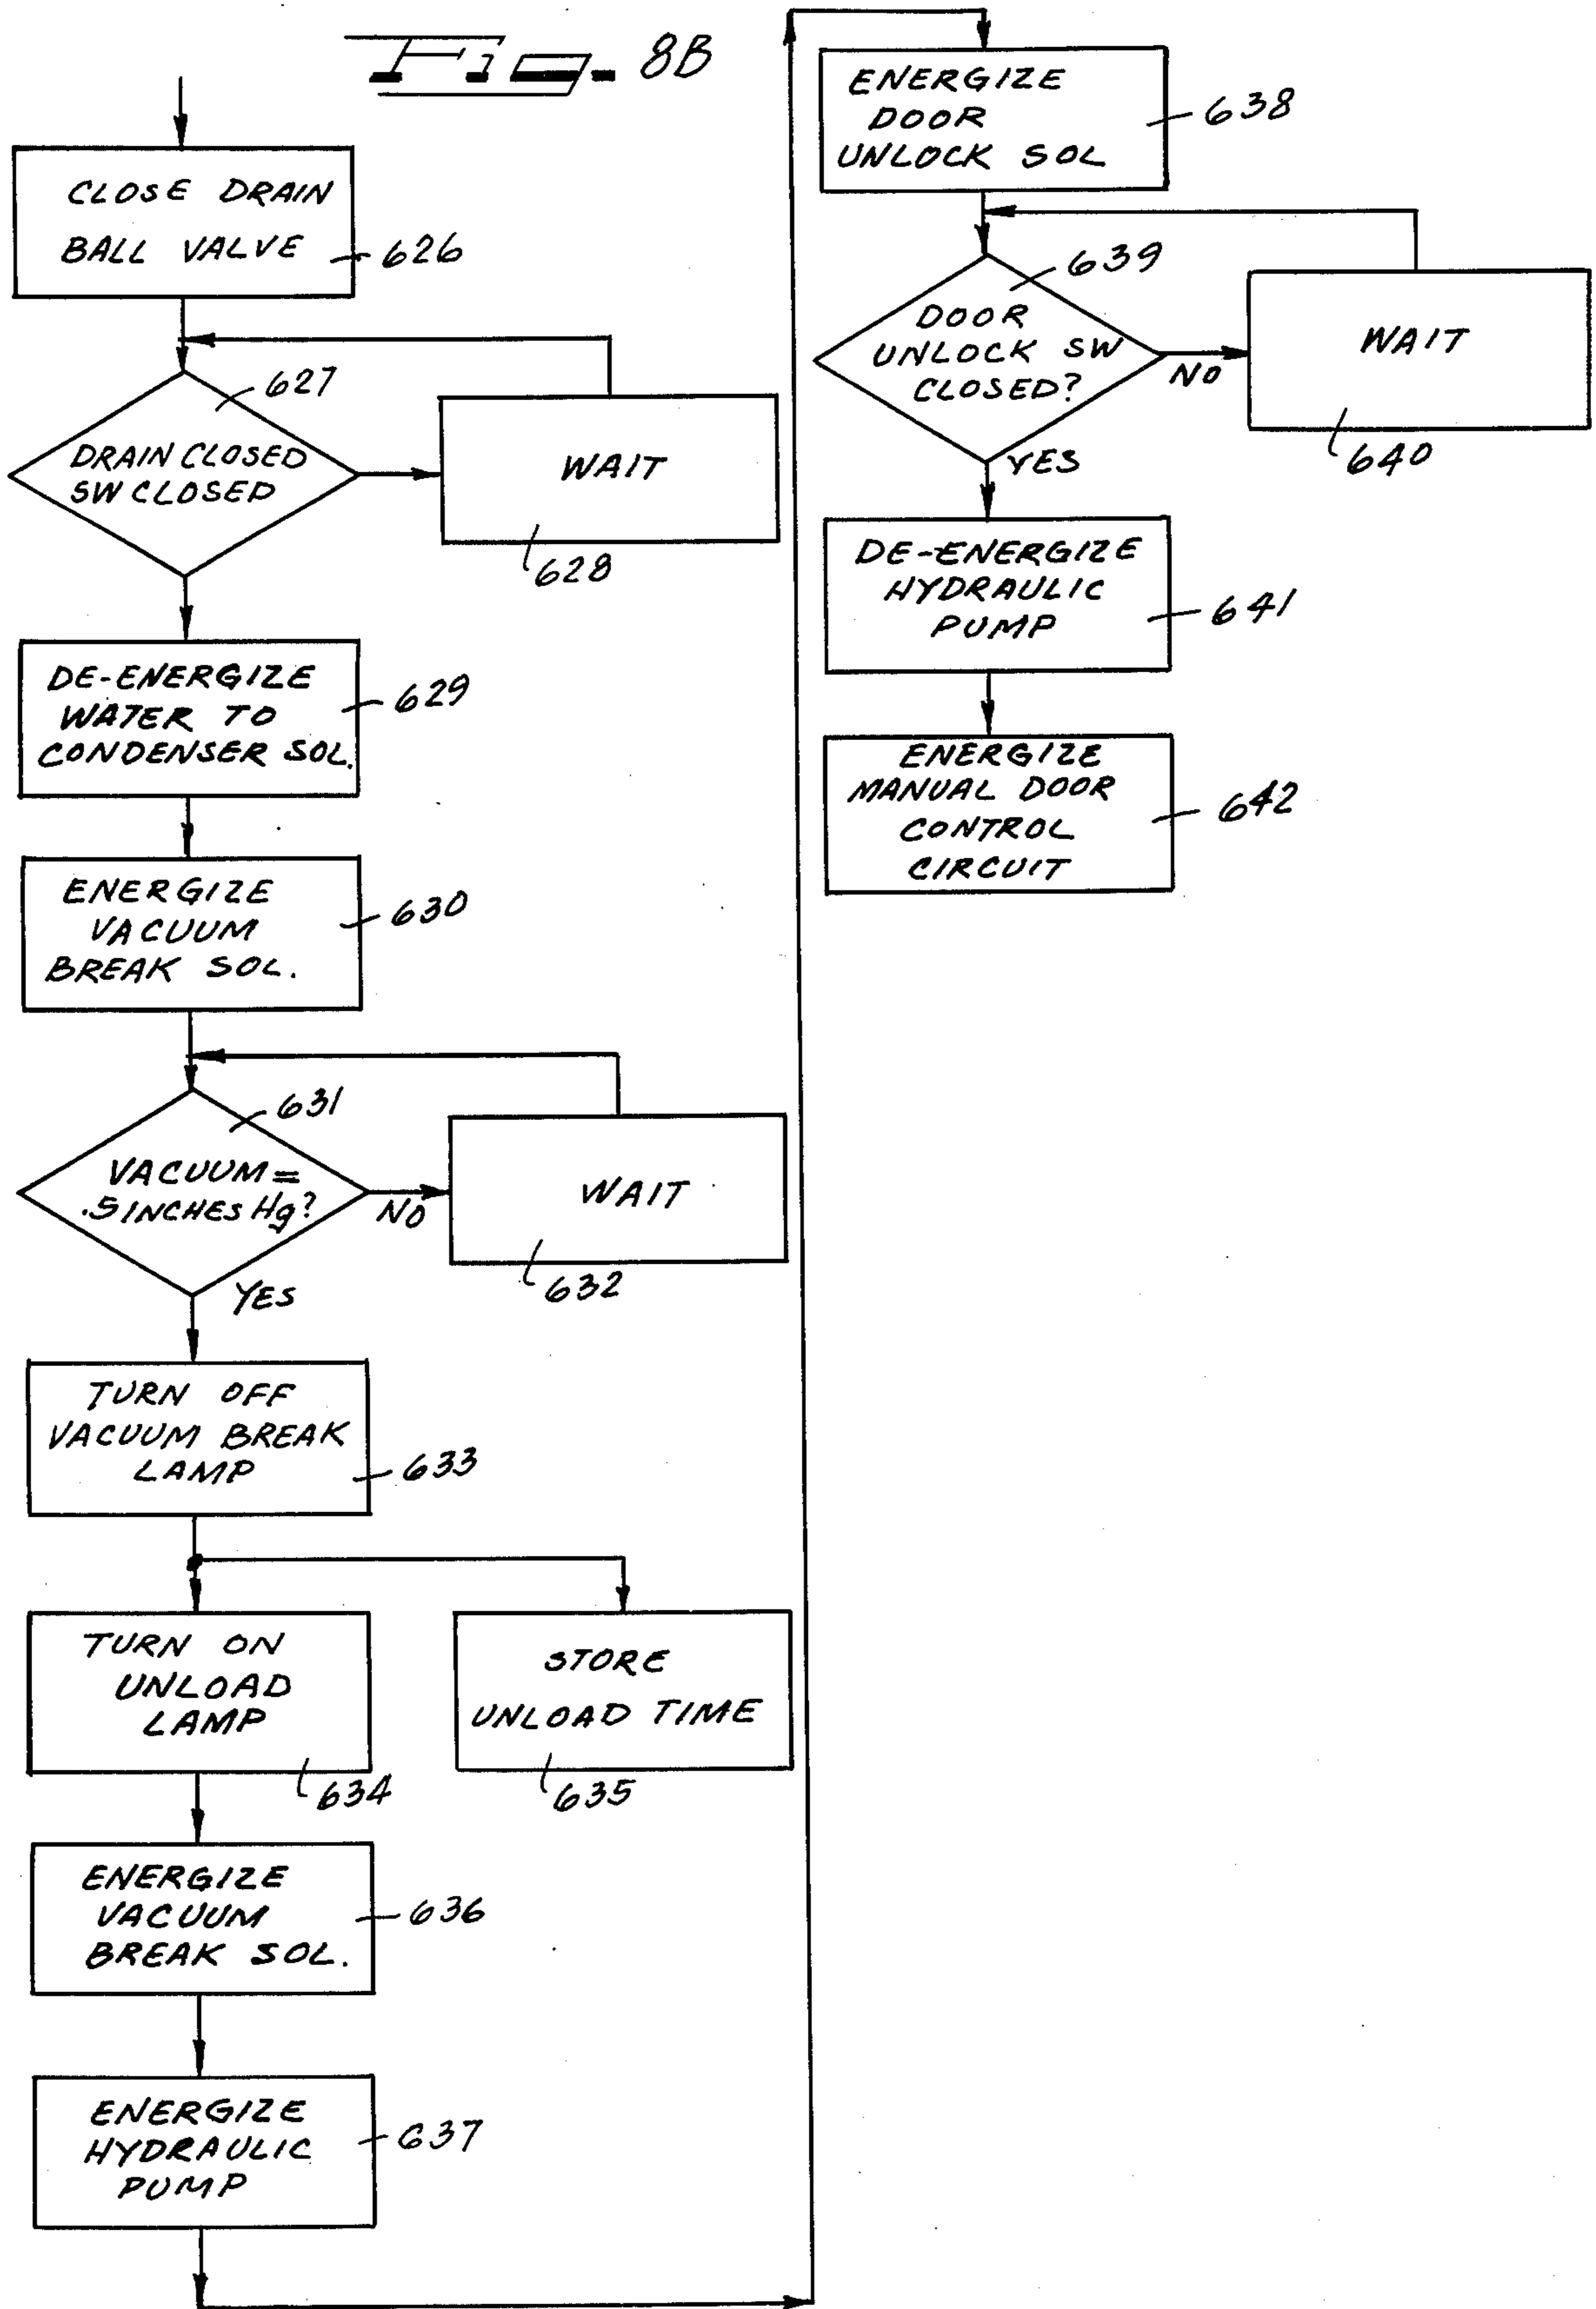 Fig. 8B
CLOSE DRAIN
BALL VALVE
626
627
DRAIN CLOSED
SW CLOSED
WAIT
628
DE-ENERGIZE
WATER TO
CONDENSER SOL.
629
ENERGIZE
VACUUM
BREAK SOL.
630
631
VACUUM =
.5 INCHES Hg?
NO
WAIT
632
YES
TURN OFF
VACUUM BREAK
LAMP
633
TURN ON
UNLOAD
LAMP
634
STORE
UNLOAD TIME
635
ENERGIZE
VACUUM
BREAK SOL.
636
ENERGIZE
HYDRAULIC
PUMP
637
ENERGIZE
DOOR
UNLOCK SOL
638
639
DOOR
UNLOCK SW
CLOSED?
NO
WAIT
640
YES
DE-ENERGIZE
HYDRAULIC
PUMP
641
ENERGIZE
MANUAL DOOR
CONTROL
CIRCUIT
642